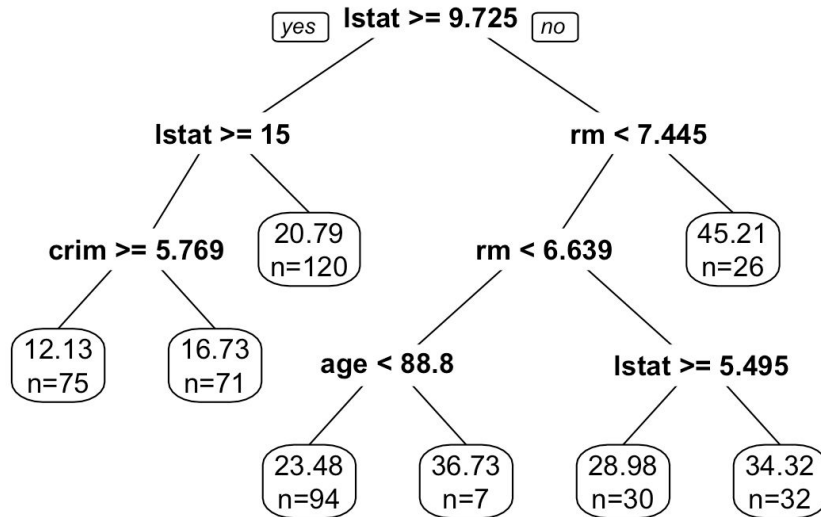 yes lstat >= 9.725 no
lstat >= 15 rm < 7.445
crim >= 5.769
20.79
n=120
rm < 6.639
45.21
n=26
12.13
n=75
16.73
n=71
age < 88.8
lstat >= 5.495
23.48
n=94
36.73
n=7
28.98
n=30
34.32
n=32